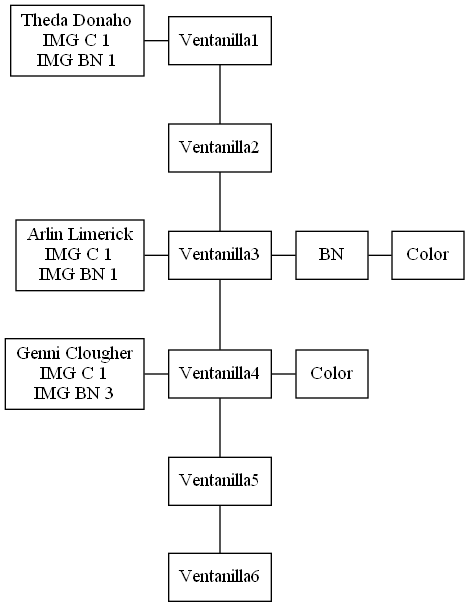 Theda Donaho
IMG C 1
IMG BN 1
Ventanilla1
Ventanilla2
Arlin Limerick
IMG C 1
IMG BN 1
Ventanilla3
BN
Color
Genni Clougher
IMG C 1
IMG BN 3
Ventanilla4
Color
Ventanilla5
Ventanilla6